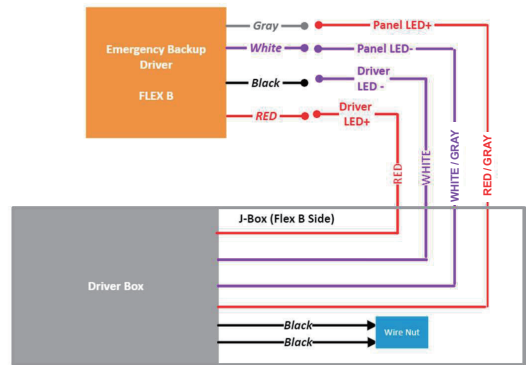 Gray
Panel LED+
Emergency Backup
Driver
FLEX B
White
Panel LED-
Black
Driver
LED -
RED
Driver
LED+
RED
WHITE
WHITE / GRAY
RED / GRAY
J-Box (Flex B Side)
Driver Box
Black
Black
Wire Nut